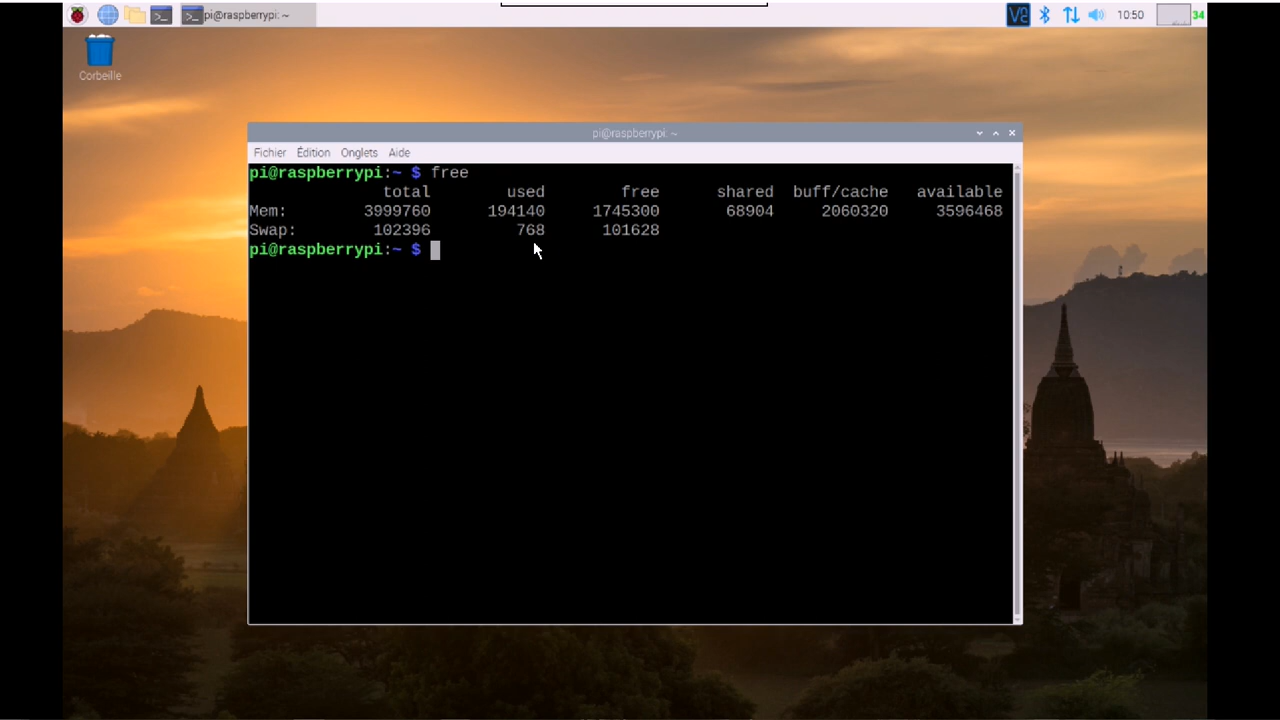 pi@raspberrypi: ~
10:50
34
Corbeille
pi@raspberrypi: ~
Fichier Édition Onglets Aide
pi@raspberrypi:~ $ free
total used free shared buff/cache available
Mem: 3999760 194140 1745300 68904 2060320 3596468
Swap: 102396 768 101628
pi@raspberrypi:~ $